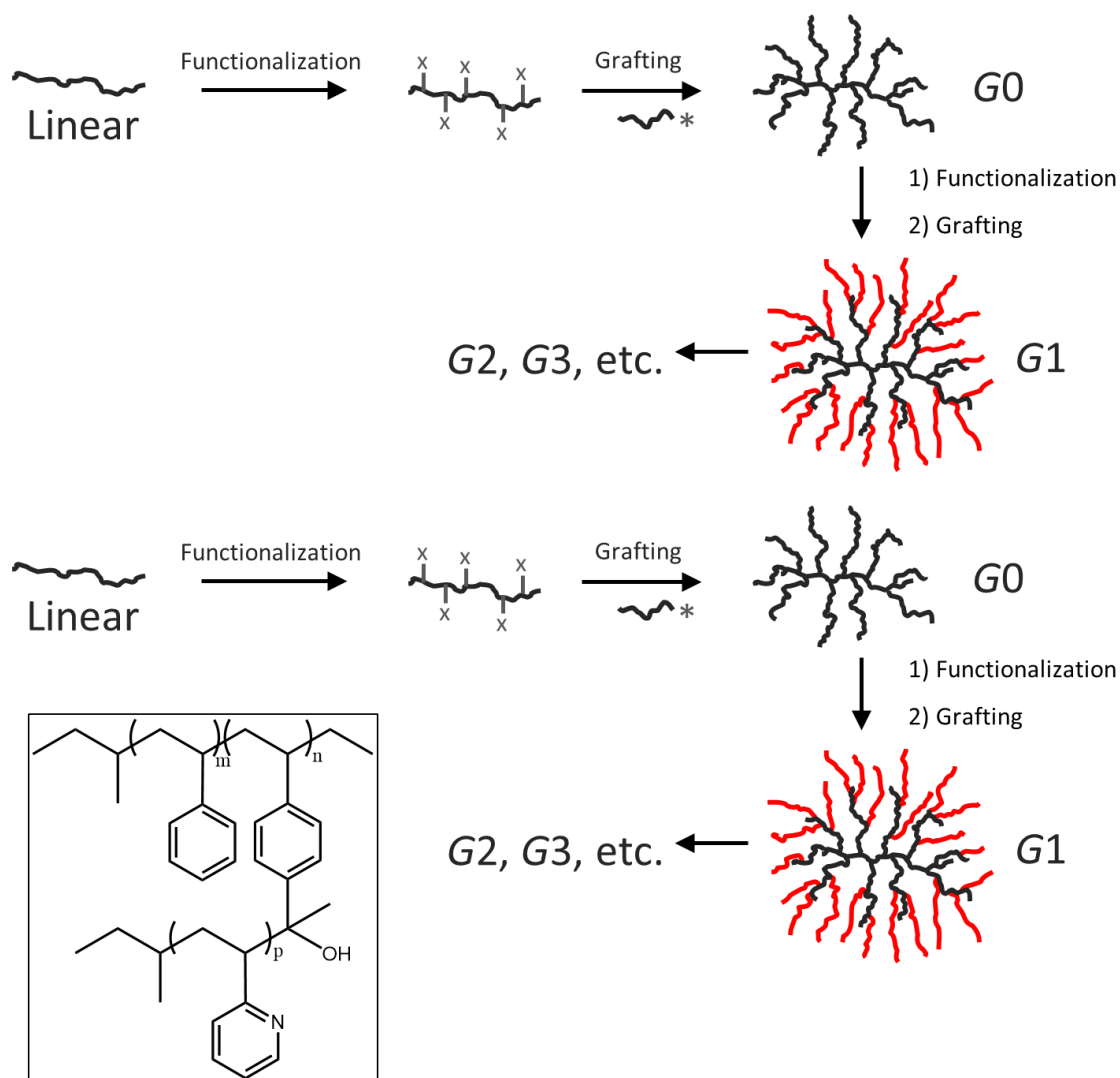 Functionalization
X X X
X X
Grafting
*
Linear
G0
1) Functionalization
2) Grafting
G2, G3, etc.
G1
Functionalization
X X X
X X
Grafting
*
Linear
G0
1) Functionalization
2) Grafting
G2, G3, etc.
G1
m n
p
OH
N